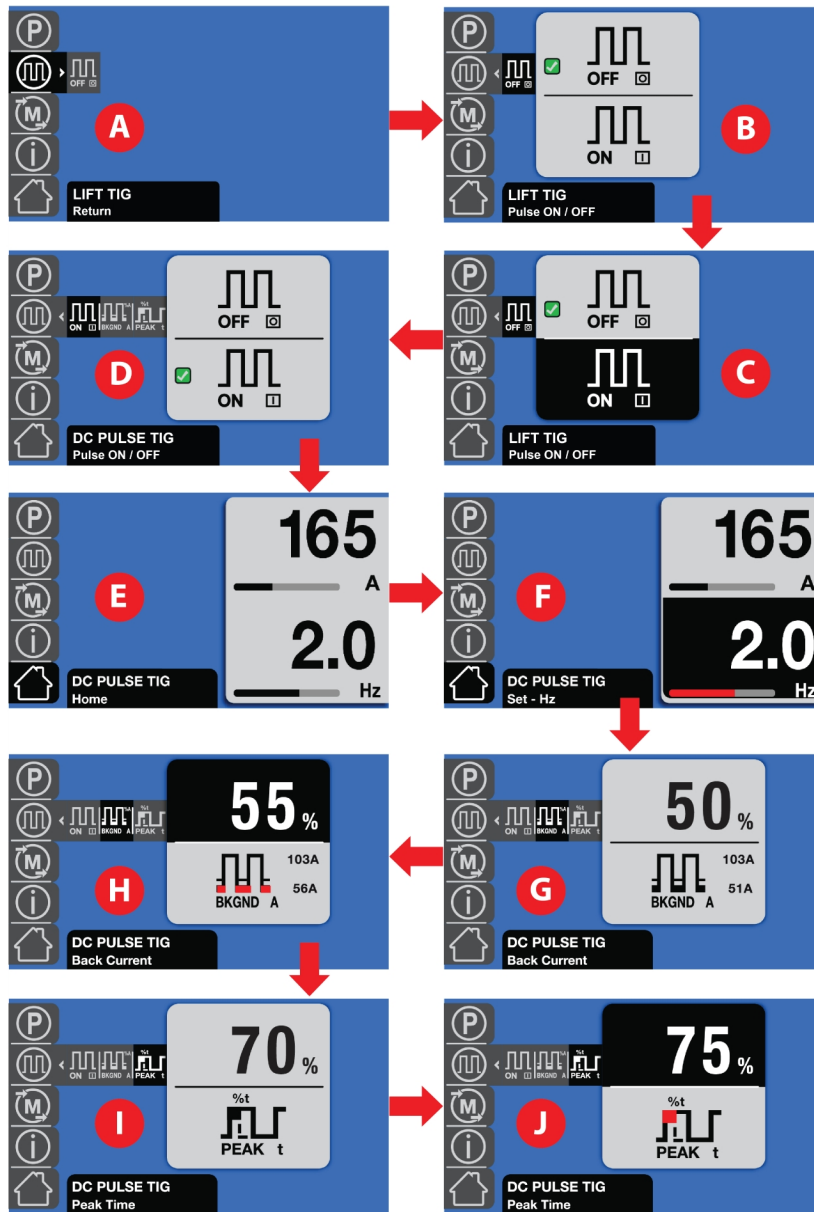 P
OFF
M
A
i
LIFT TIG
Return
P
OFF
OFF
M
B
ON
i
LIFT TIG
Pulse ON / OFF
P
OFF
ON
BKGND A
%t
PEAK t
M
D
ON
i
DC PULSE TIG
Pulse ON / OFF
P
OFF
OFF
M
C
ON
i
LIFT TIG
Pulse ON / OFF
P
165
A
M
E
i
2.0
Hz
DC PULSE TIG
Home
P
165
A
M
F
i
2.0
Hz
DC PULSE TIG
Set - Hz
P
55 %
ON
BKGND A
%t
PEAK t
M
103A
H
56A
BKGND A
i
DC PULSE TIG
Back Current
P
50 %
ON
BKGND A
%t
PEAK t
M
103A
G
51A
BKGND A
i
DC PULSE TIG
Back Current
P
70 %
ON
BKGND A
%t
PEAK t
M
%t
I
PEAK t
i
DC PULSE TIG
Peak Time
P
75 %
ON
BKGND A
%t
PEAK t
M
%t
J
PEAK t
i
DC PULSE TIG
Peak Time